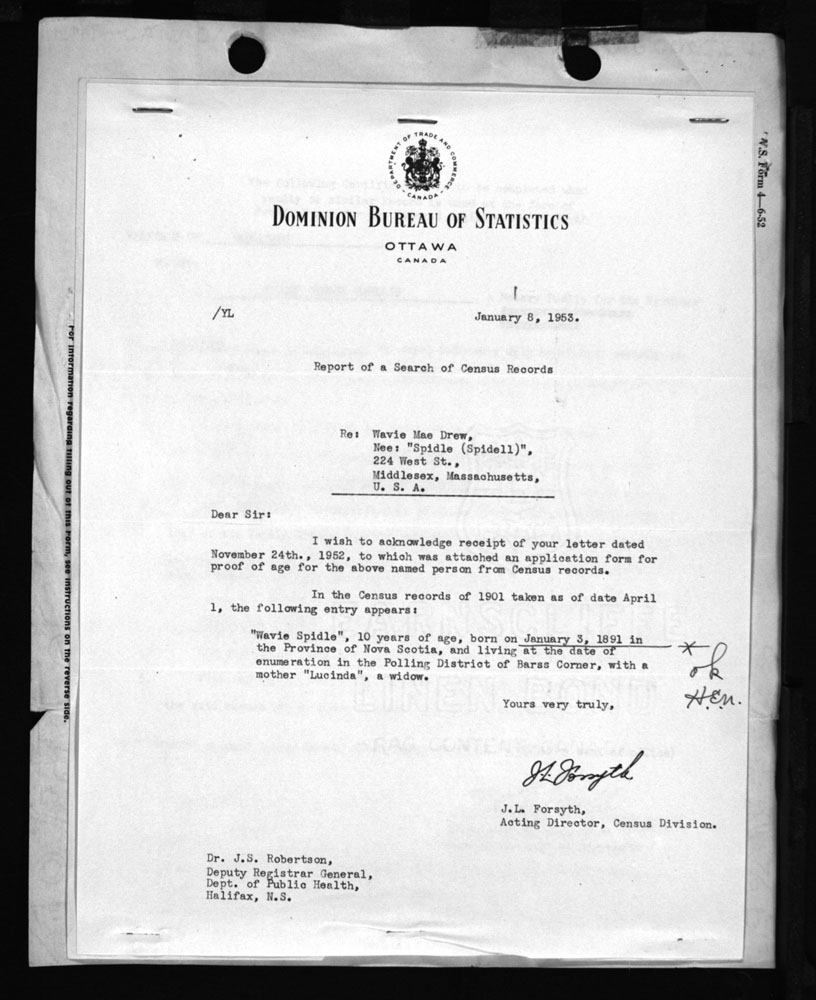 DEPARTMENT OF TRADE AND COMMERCE
CANADA
DOMINION BUREAU OF STATISTICS
OTTAWA
CANADA
N.S. Form 4—6-52
/YL
January 8, 1953.
Report of a Search of Census Records
Re: Wavie Mae Drew,
Nee: "Spidle (Spidell)",
224 West St.,
Middlesex, Massachusetts,
U. S. A.
Dear Sir:
I wish to acknowledge receipt of your letter dated
November 24th., 1952, to which was attached an application form for
proof of age for the above named person from Census records.
In the Census records of 1901 taken as of date April
1, the following entry appears:
"Wavie Spidle", 10 years of age, born on January 3, 1891 in
the Province of Nova Scotia, and living at the date of
enumeration in the Polling District of Barss Corner, with a
mother "Lucinda", a widow.
ok
H.E.N.
Yours very truly,
J.L. Forsyth
J.L. Forsyth,
Acting Director, Census Division.
Dr. J.S. Robertson,
Deputy Registrar General,
Dept. of Public Health,
Halifax, N.S.
For information regarding filling out of this Form, see instructions on the reverse side.